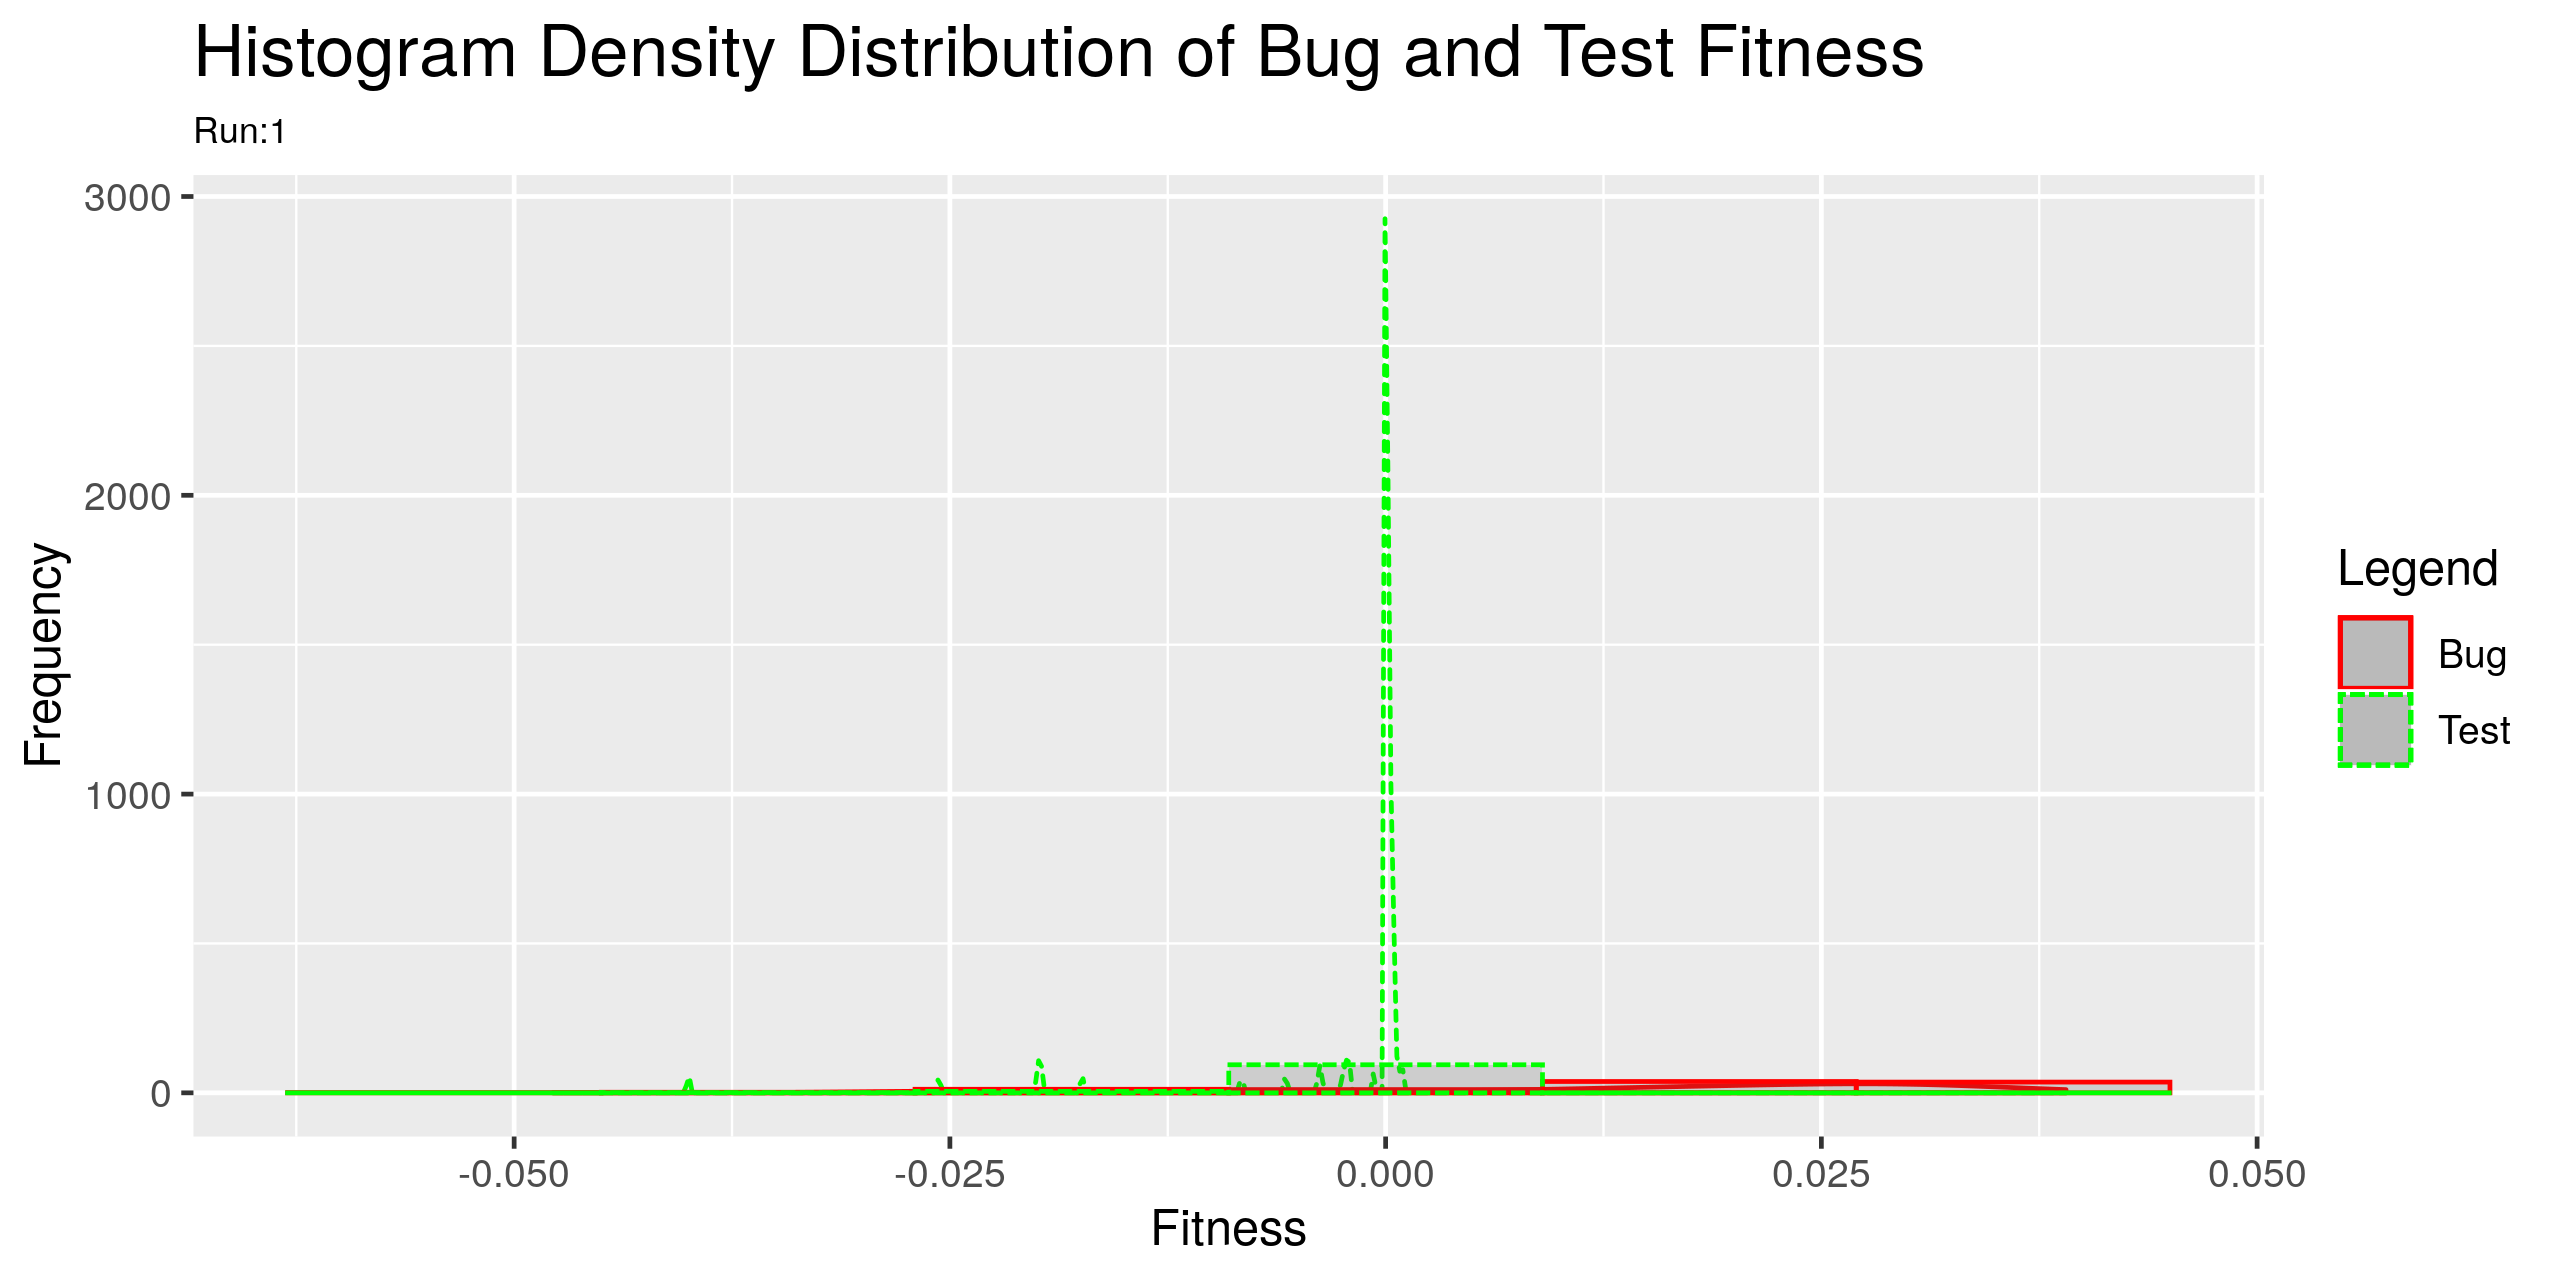 Histogram Density Distribution of Bug and Test Fitness
Run:1
3000
2000
1000
0
Frequency
-0.050
-0.025
0.000
0.025
0.050
Fitness
Legend
Bug
Test